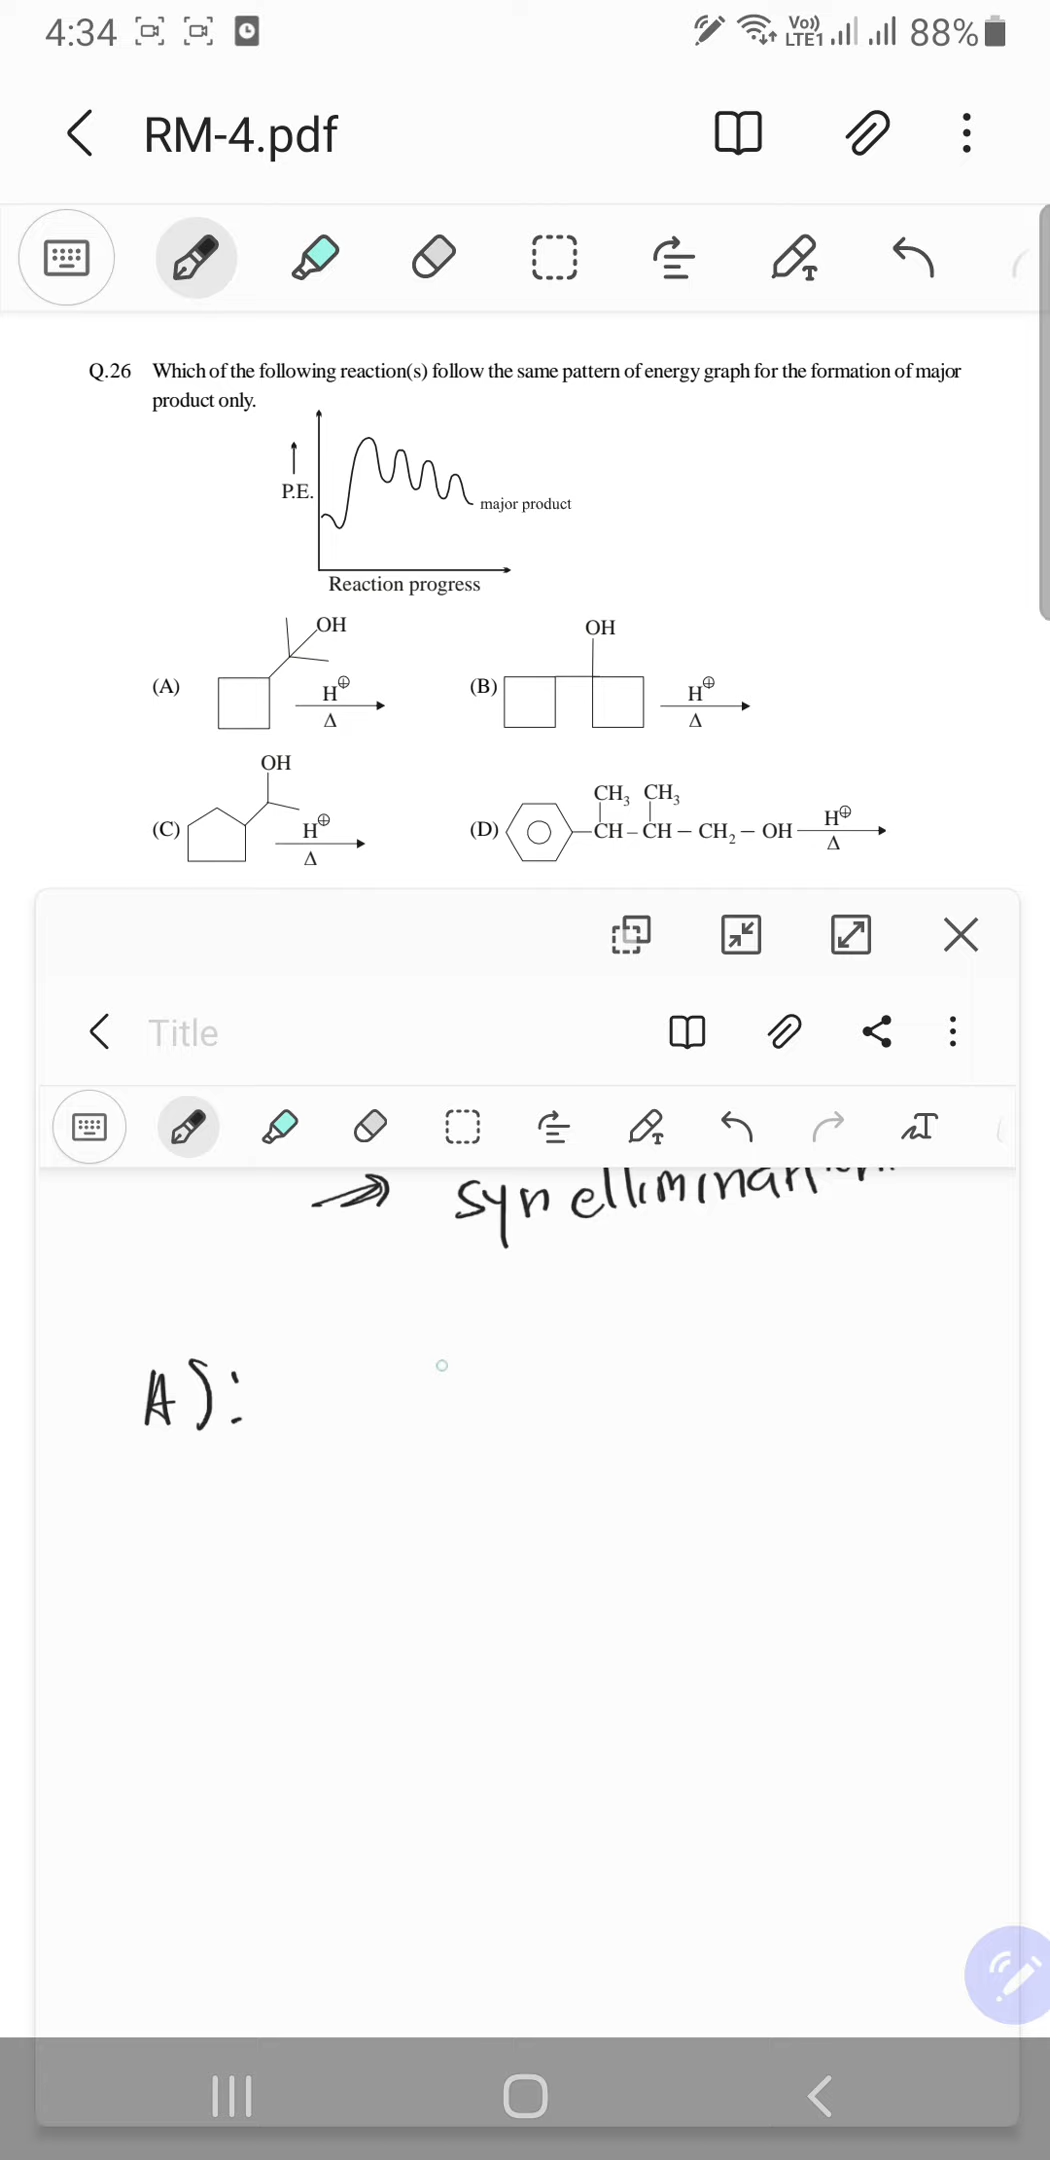 4:34
Vo)) LTE1 88%
RM-4.pdf
Q.26 Which of the following reaction(s) follow the same pattern of energy graph for the formation of major
product only.
P.E.
major product
Reaction progress
(A) OH H⊕ Δ
(B) OH H⊕ Δ
(C) OH H⊕ Δ
(D) CH3 CH3
CH – CH – CH2 – OH H⊕ Δ
Title
syn ellimination
A):